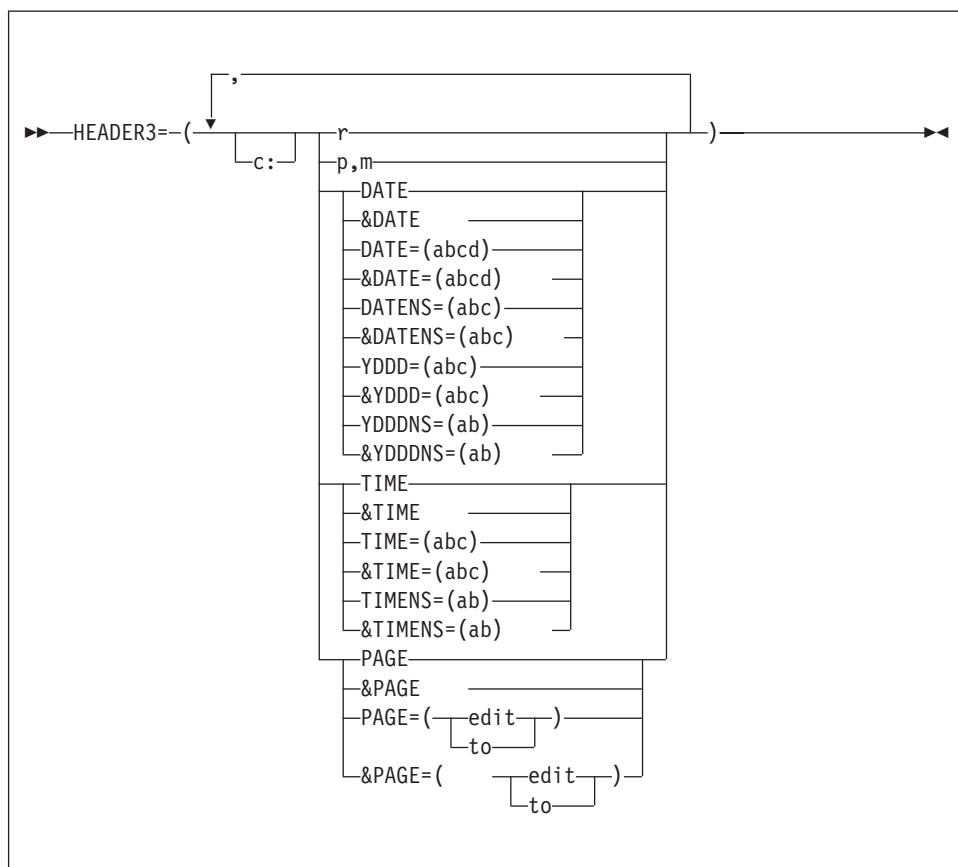 ,
HEADER3= ( r )
c: p,m
DATE
&DATE
DATE=(abcd)
&DATE=(abcd)
DATENS=(abc)
&DATENS=(abc)
YDDD=(abc)
&YDDD=(abc)
YDDDNS=(ab)
&YDDDNS=(ab)
TIME
&TIME
TIME=(abc)
&TIME=(abc)
TIMENS=(ab)
&TIMENS=(ab)
PAGE
&PAGE
PAGE=( edit )
to
&PAGE=( edit )
to